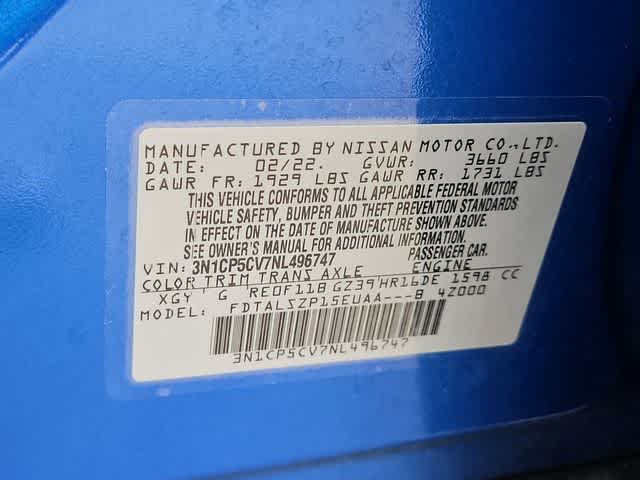 MANUFACTURED BY NISSAN MOTOR CO.,LTD.
DATE: 02/22. GVWR: 3660 LBS
GAWR FR: 1929 LBS GAWR RR: 1731 LBS
THIS VEHICLE CONFORMS TO ALL APPLICABLE FEDERAL MOTOR
VEHICLE SAFETY, BUMPER AND THEFT PREVENTION STANDARDS
IN EFFECT ON THE DATE OF MANUFACTURE SHOWN ABOVE.
SEE OWNER'S MANUAL FOR ADDITIONAL INFORMATION.
VIN: 3N1CP5CV7NL496747 PASSENGER CAR.
COLOR TRIM TRANS AXLE ENGINE
XGY G RE0F11B GZ39 HR16DE 1598 CC
MODEL: FDTALSZP15EUAA---B 4Z000
3N1CP5CV7NL496747